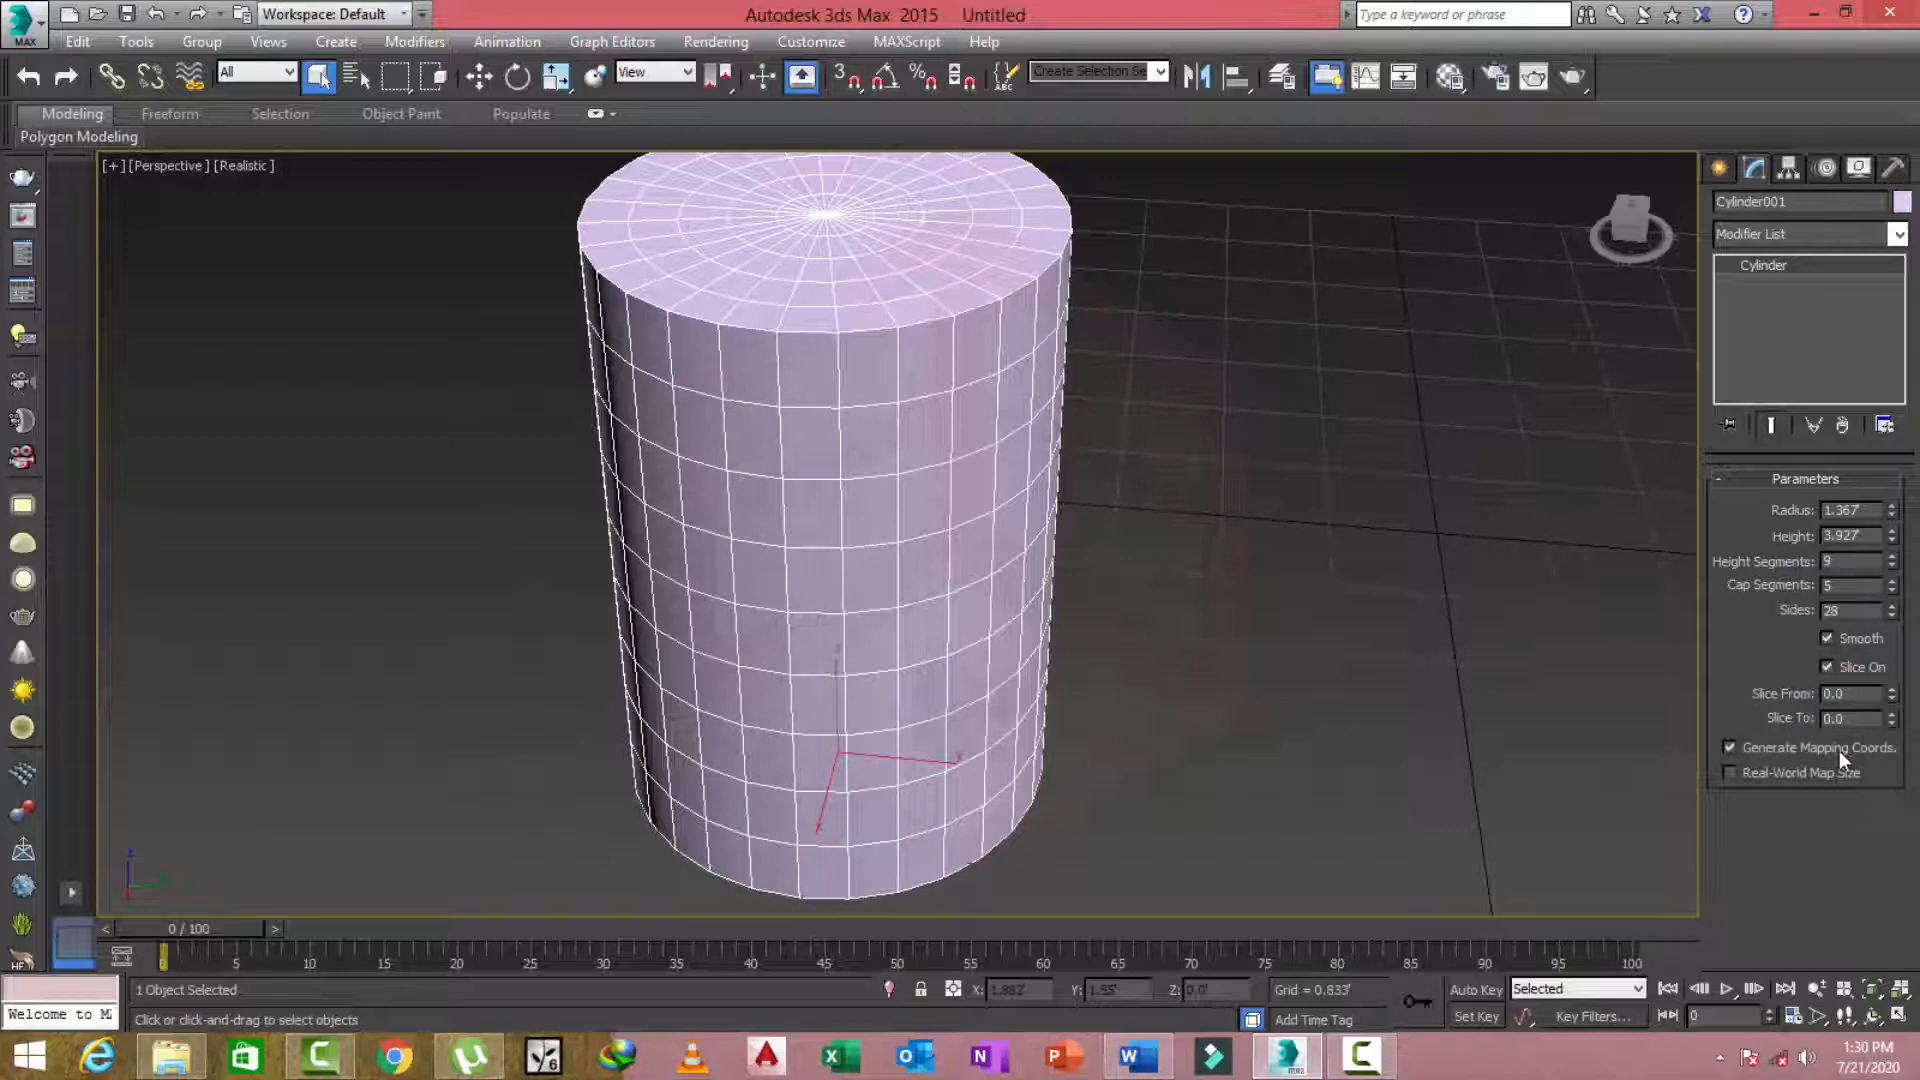 MAX
Workspace: Default
Autodesk 3ds Max 2015 Untitled
Type a keyword or phrase
Edit Tools Group Views Create Modifiers Animation Graph Editors Rendering Customize MAXScript Help
All
View
Create Selection Se
ABC
Modeling Freeform Selection Object Paint Populate
Polygon Modeling
[+] [Perspective] [Realistic]
Cylinder001
Modifier List
Cylinder
Parameters
Radius: 1.367'
Height: 3.927'
Height Segments: 9
Cap Segments: 5
Sides: 28
Smooth
Slice On
Slice From: 0.0
Slice To: 0.0
Generate Mapping Coords.
Real-World Map Size
HF
0 / 100
0 5 10 15 20 25 30 35 40 45 50 55 60 65 70 75 80 85 90 95 100
1 Object Selected
X: 1.882' Y: 1.55' Z: 0.0'
Grid = 0.833'
Auto Key
Selected
Welcome to M
Click or click-and-drag to select objects
Add Time Tag
Set Key
Key Filters...
0
1:30 PM
7/21/2020